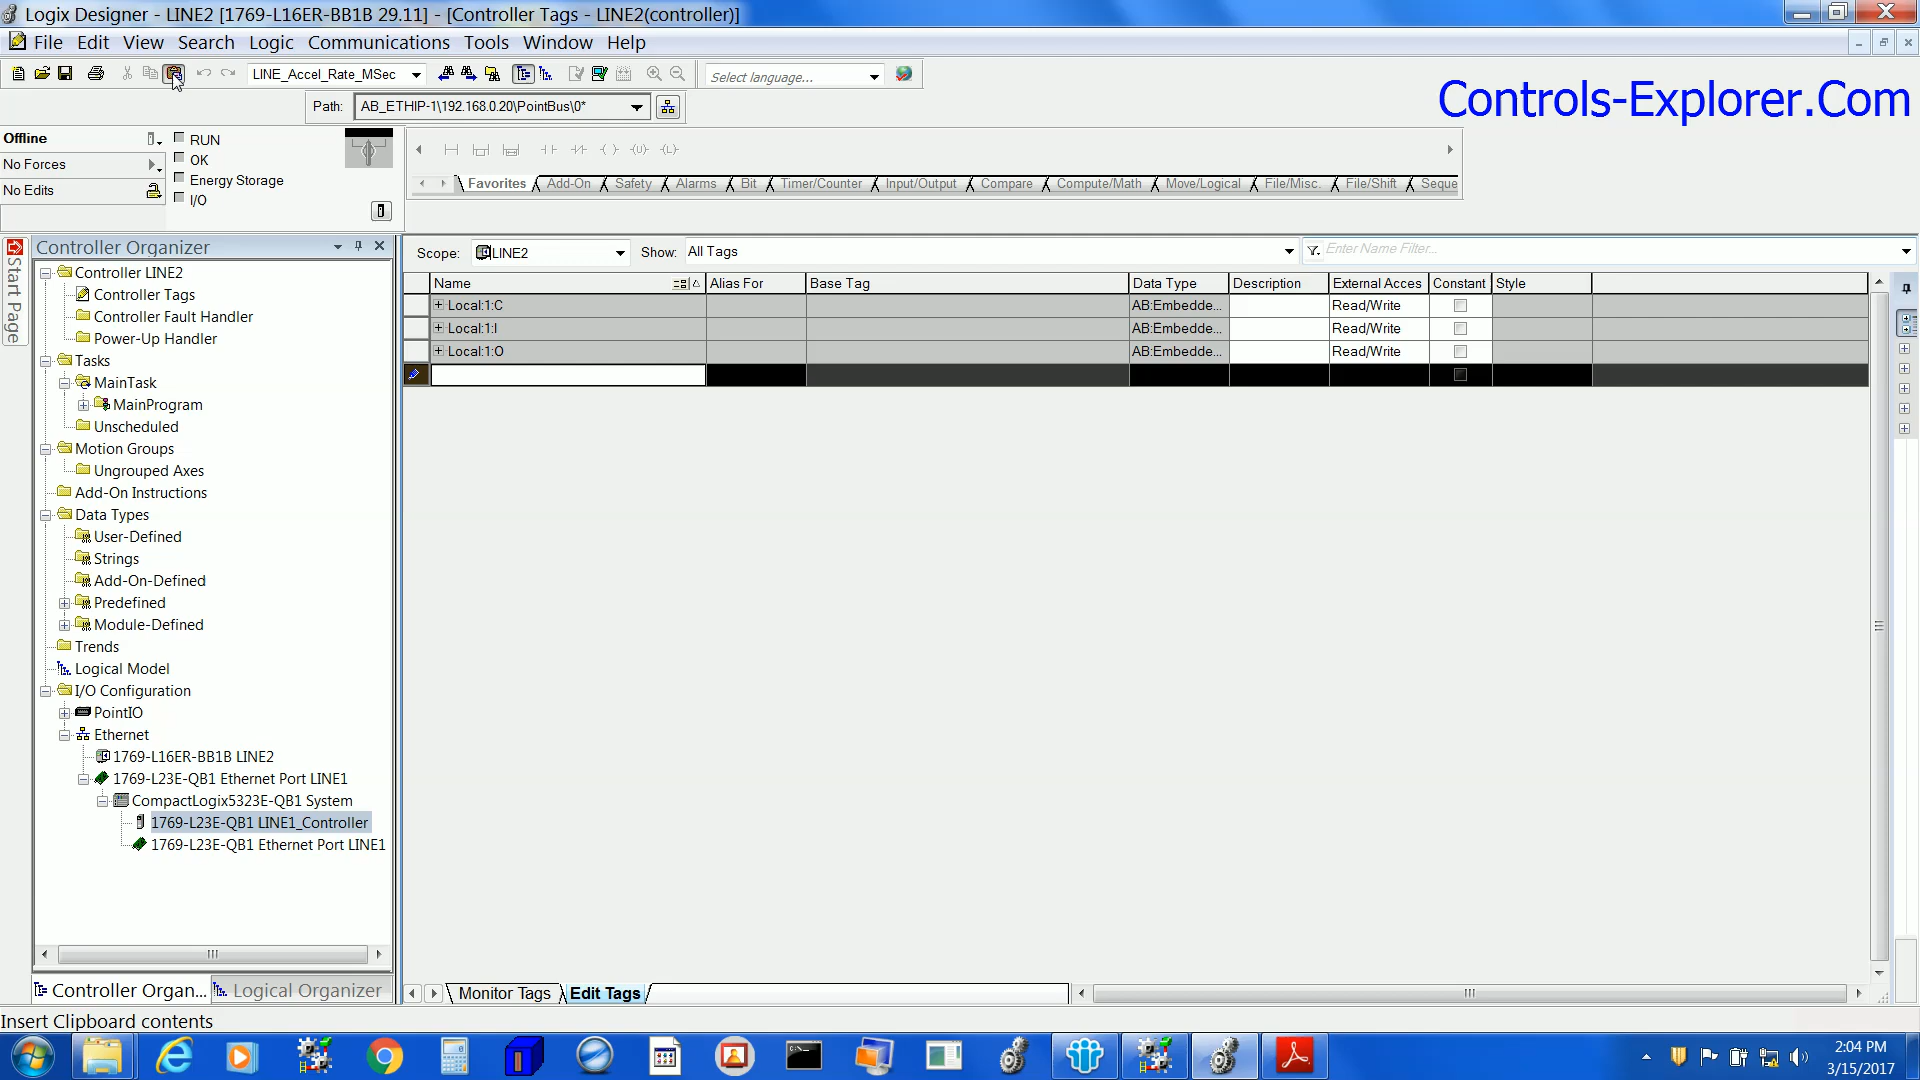 Logix Designer - LINE2 [1769-L16ER-BB1B 29.11] - [Controller Tags - LINE2(controller)]
File Edit View Search Logic Communications Tools Window Help
LINE_Accel_Rate_MSec
Select language...
Path: AB_ETHIP-1\192.168.0.20\PointBus\0*
Controls-Explorer.Com
Offline
No Forces
No Edits
RUN
OK
Energy Storage
I/O
Favorites Add-On Safety Alarms Bit Timer/Counter Input/Output Compare Compute/Math Move/Logical File/Misc. File/Shift Seque
Start Page
Controller Organizer
Controller LINE2
Controller Tags
Controller Fault Handler
Power-Up Handler
Tasks
MainTask
MainProgram
Unscheduled
Motion Groups
Ungrouped Axes
Add-On Instructions
Data Types
User-Defined
Strings
Add-On-Defined
Predefined
Module-Defined
Trends
Logical Model
I/O Configuration
PointIO
Ethernet
1769-L16ER-BB1B LINE2
1769-L23E-QB1 Ethernet Port LINE1
CompactLogix5323E-QB1 System
1769-L23E-QB1 LINE1_Controller
1769-L23E-QB1 Ethernet Port LINE1
Controller Organ... Logical Organizer
Scope: LINE2 Show: All Tags Enter Name Filter...
Name Alias For Base Tag Data Type Description External Acces Constant Style
Local:1:C AB:Embedde... Read/Write
Local:1:I AB:Embedde... Read/Write
Local:1:O AB:Embedde... Read/Write
Monitor Tags Edit Tags
Insert Clipboard contents
2:04 PM
3/15/2017